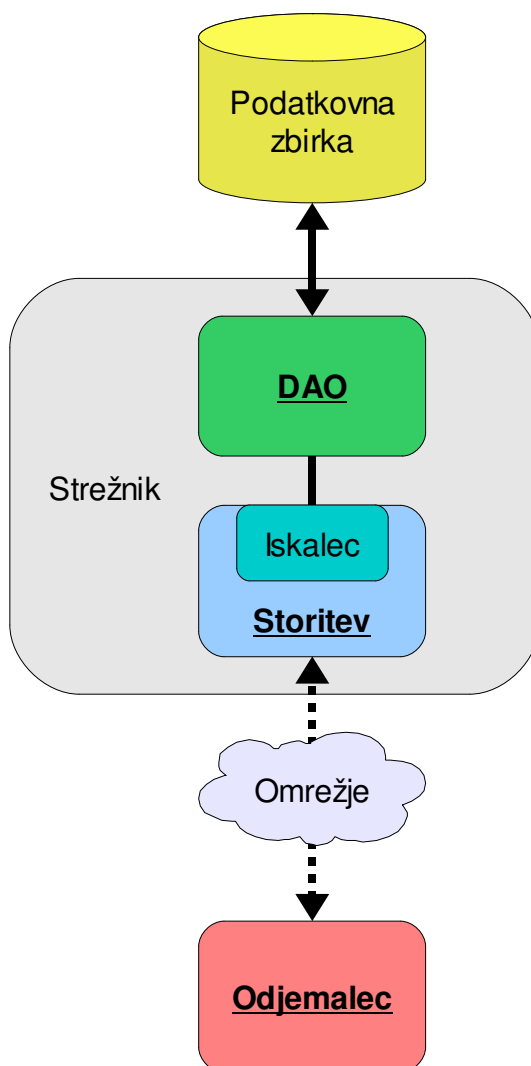 Podatkovna
zbirka
DAO
Strežnik
Iskalec
Storitev
Omrežje
Odjemalec